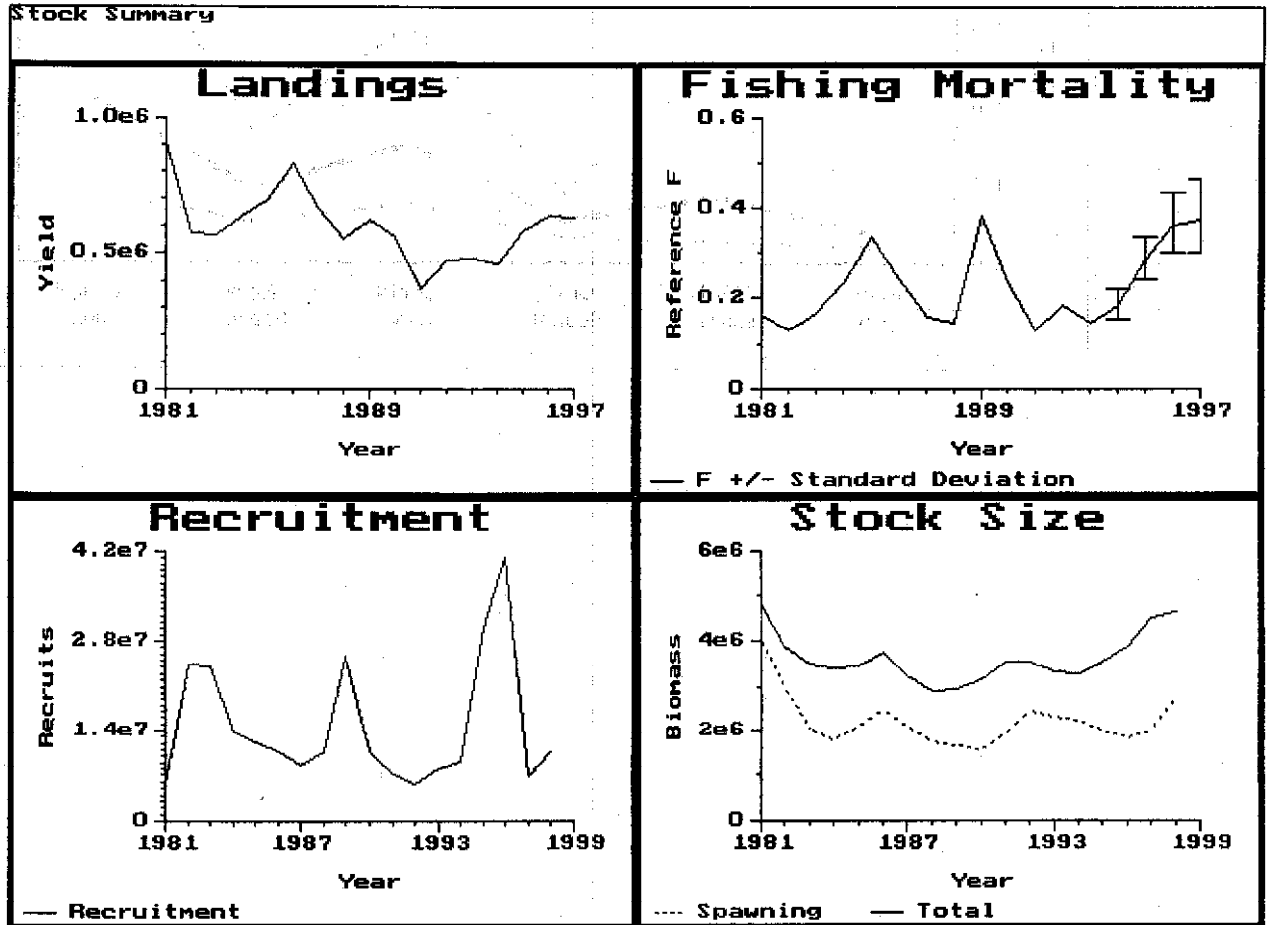 Stock Summary
Landings
1.0e6
0.5e6
0
Yield
1981 1989 1997
Year
Fishing Mortality
0.6
0.4
0.2
0
Reference F
1981 1989 1997
Year
— F +/- Standard Deviation
Recruitment
4.2e7
2.8e7
1.4e7
0
Recruits
1981 1987 1993 1999
Year
— Recruitment
Stock Size
6e6
4e6
2e6
0
Biomass
1981 1987 1993 1999
Year
---- Spawning — Total